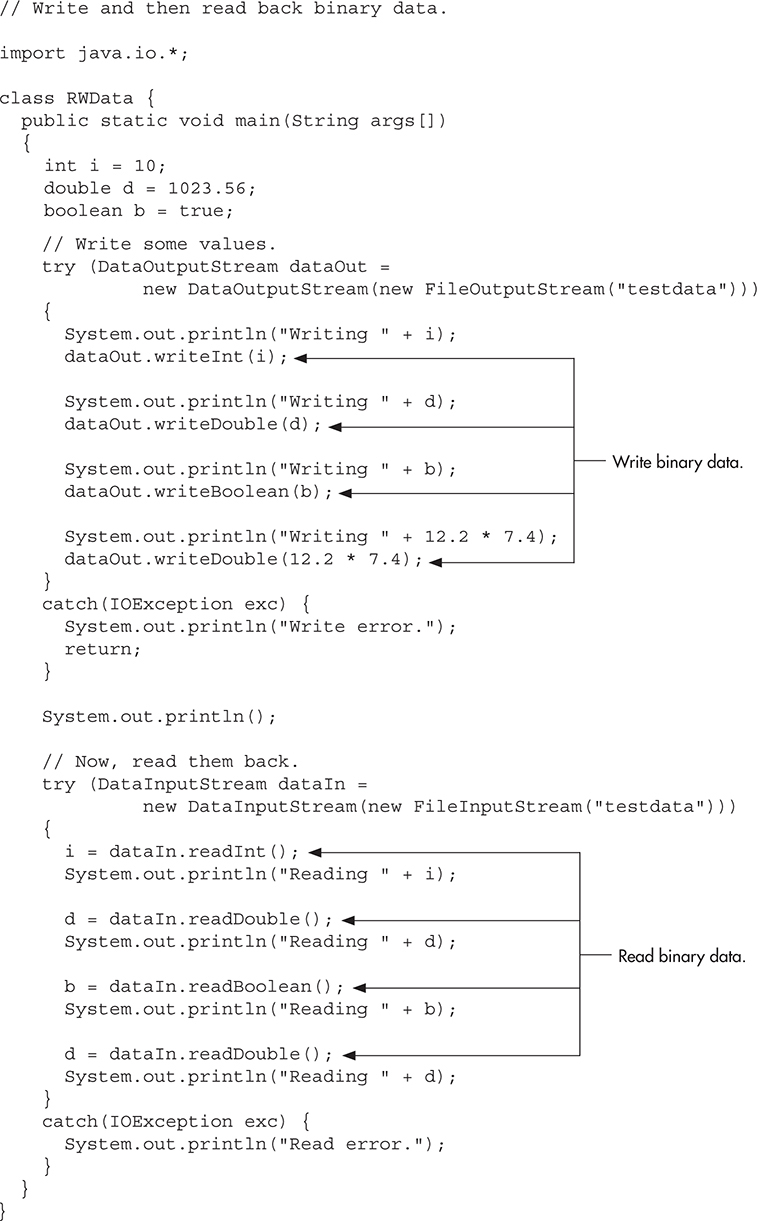 // Write and then read back binary data.

import java.io.*;

class RWData {
  public static void main(String args[])
  {
    int i = 10;
    double d = 1023.56;
    boolean b = true;

    // Write some values.
    try (DataOutputStream dataOut =
             new DataOutputStream(new FileOutputStream("testdata")))
    {
      System.out.println("Writing " + i);
      dataOut.writeInt(i);

      System.out.println("Writing " + d);
      dataOut.writeDouble(d);

      System.out.println("Writing " + b);
      dataOut.writeBoolean(b);

      System.out.println("Writing " + 12.2 * 7.4);
      dataOut.writeDouble(12.2 * 7.4);
    }
    catch(IOException exc) {
      System.out.println("Write error.");
      return;
    }

    System.out.println();

    // Now, read them back.
    try (DataInputStream dataIn =
             new DataInputStream(new FileInputStream("testdata")))
    {
      i = dataIn.readInt();
      System.out.println("Reading " + i);

      d = dataIn.readDouble();
      System.out.println("Reading " + d);

      b = dataIn.readBoolean();
      System.out.println("Reading " + b);

      d = dataIn.readDouble();
      System.out.println("Reading " + d);
    }
    catch(IOException exc) {
      System.out.println("Read error.");
    }
  }
}
Write binary data.
Read binary data.